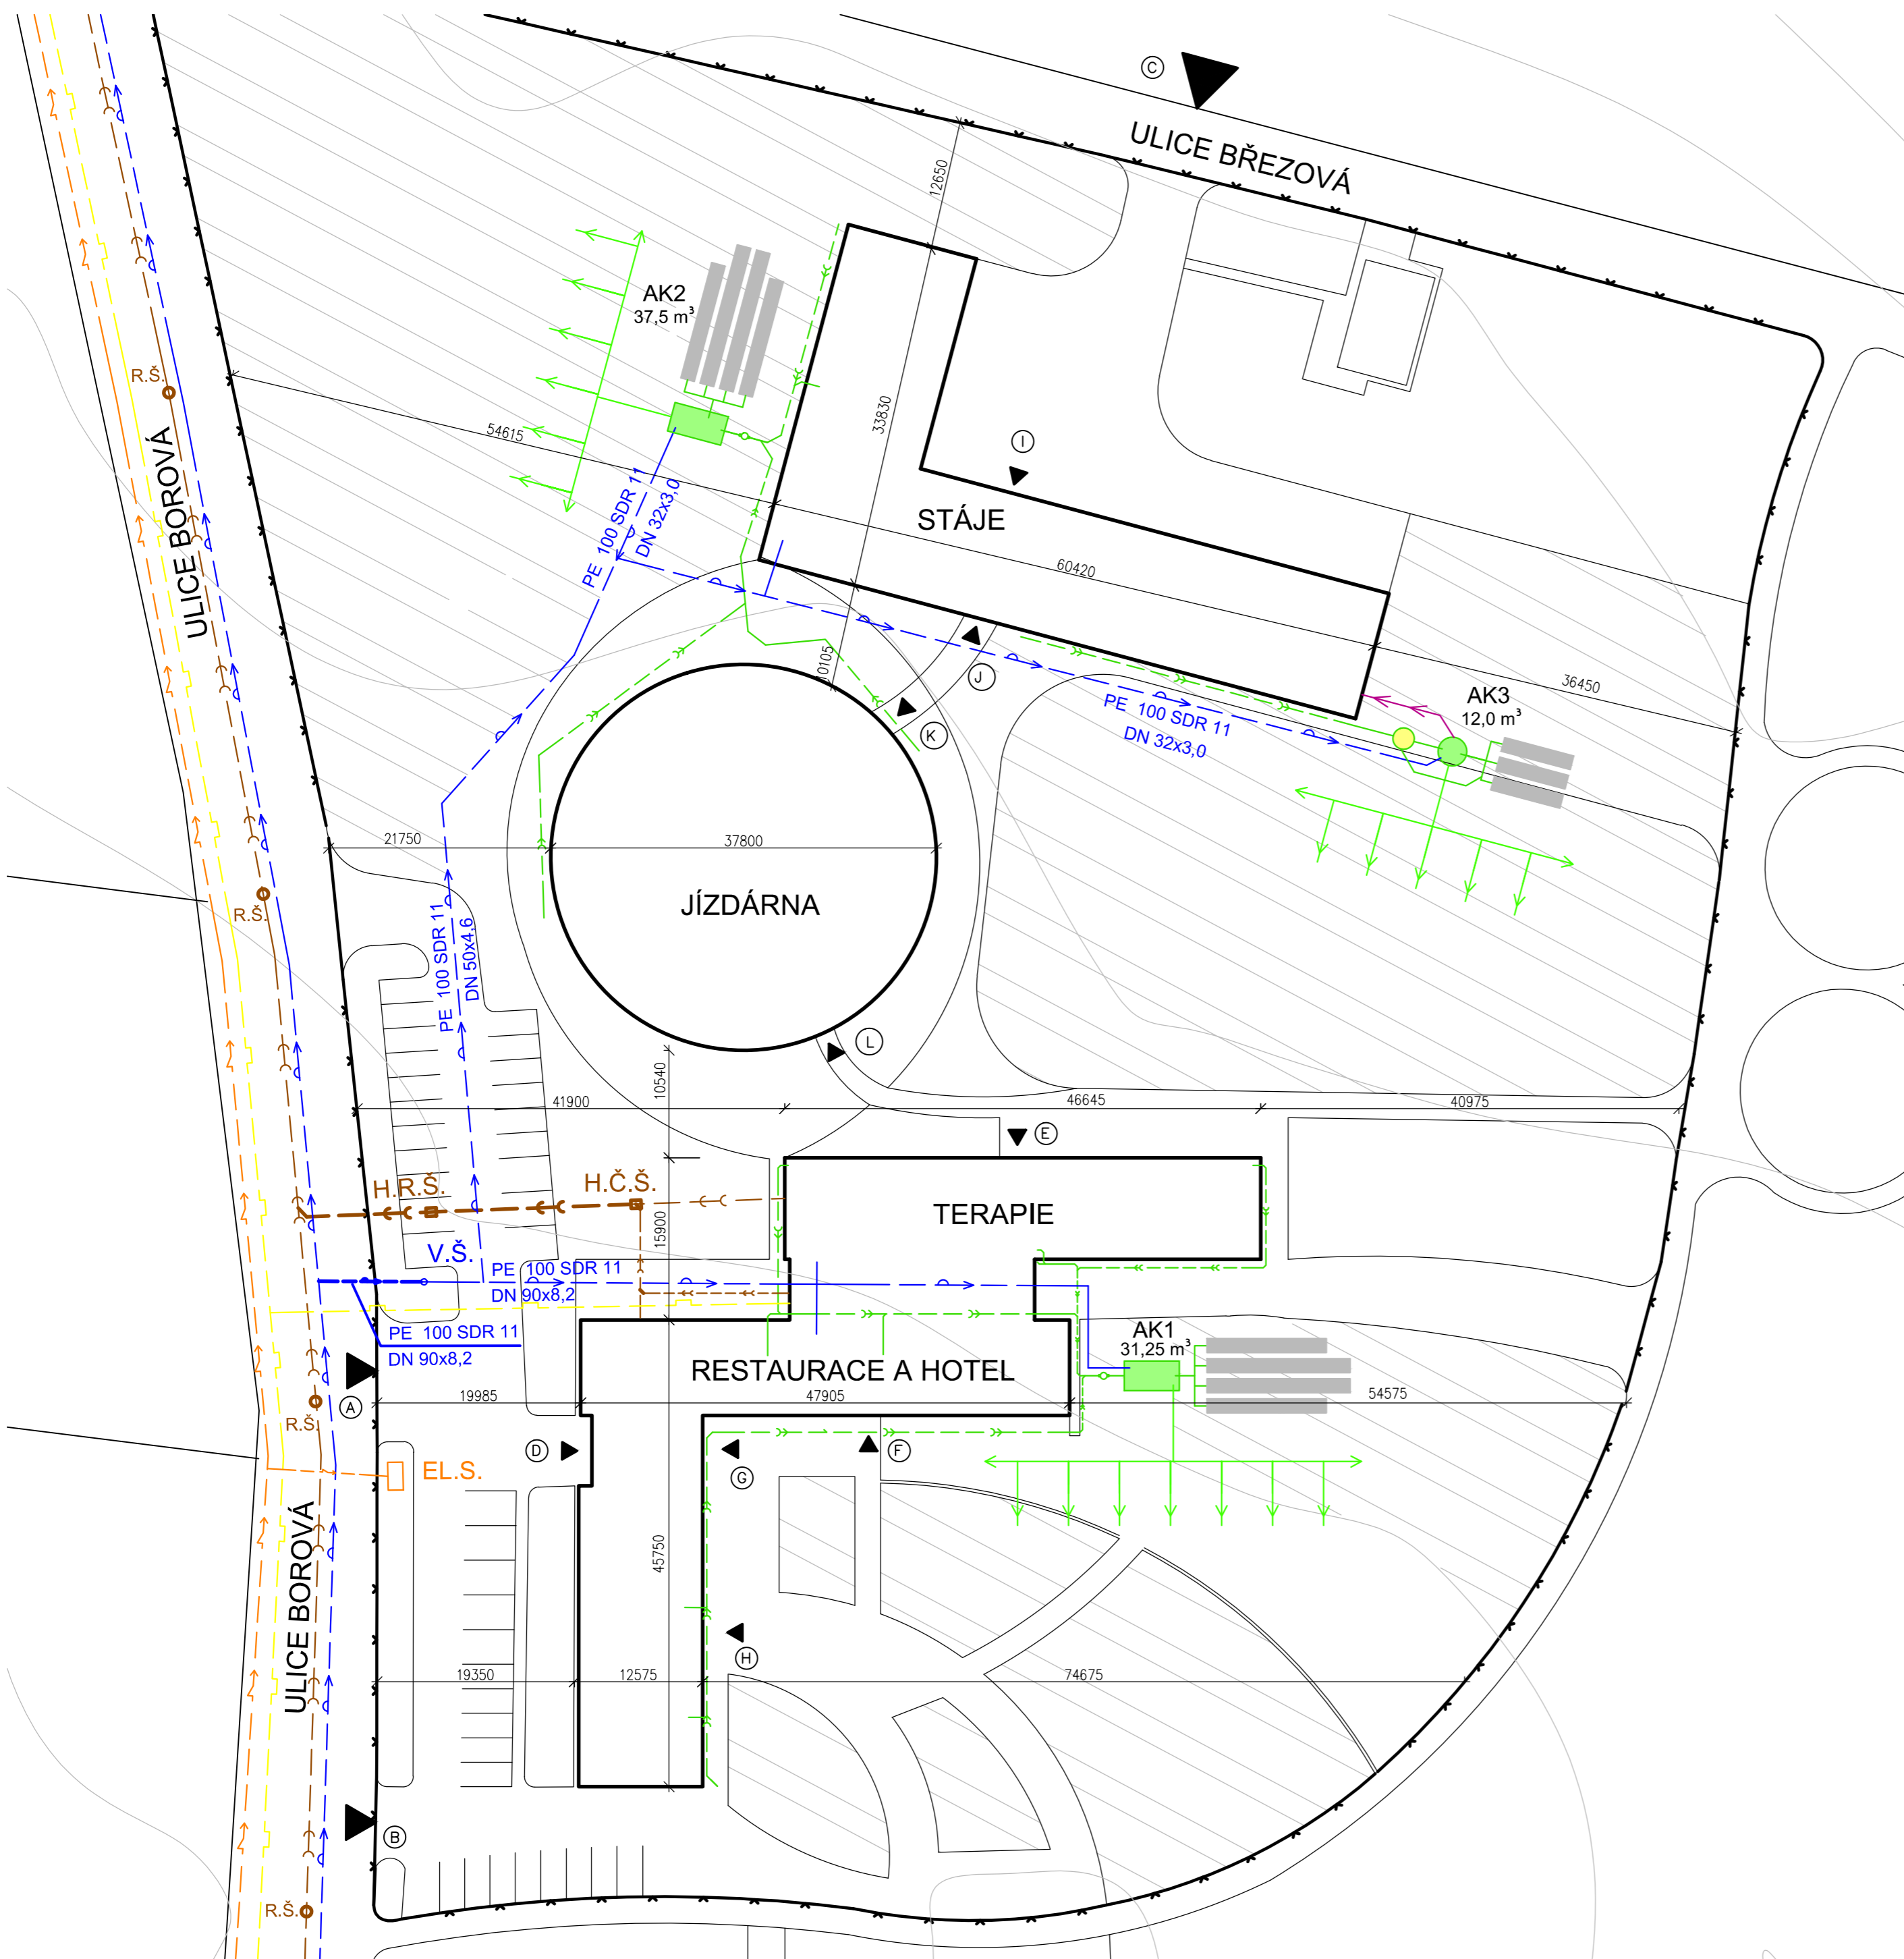 C
ULICE BŘEZOVÁ
12650
AK2
37,5 m³
R.Š.
33830
54615
I
ULICE BOROVÁ
STÁJE
PE 100 SDR 11
DN 32x3,0
60420
10105
J
K
36450
AK3
12,0 m³
PE 100 SDR 11
DN 32x3,0
21750
37800
JÍZDÁRNA
R.Š.
PE 100 SDR 11
DN 50x4,6
L
10540
41900
46645
40975
E
H.R.Š.
H.Č.Š.
15900
TERAPIE
V.Š.
PE 100 SDR 11
DN 90x8,2
PE 100 SDR 11
DN 90x8,2
AK1
31,25 m³
RESTAURACE A HOTEL
A
19985
47905
54575
R.Š.
D
G
F
EL.S.
ULICE BOROVÁ
45750
H
19350
12575
74675
B
R.Š.